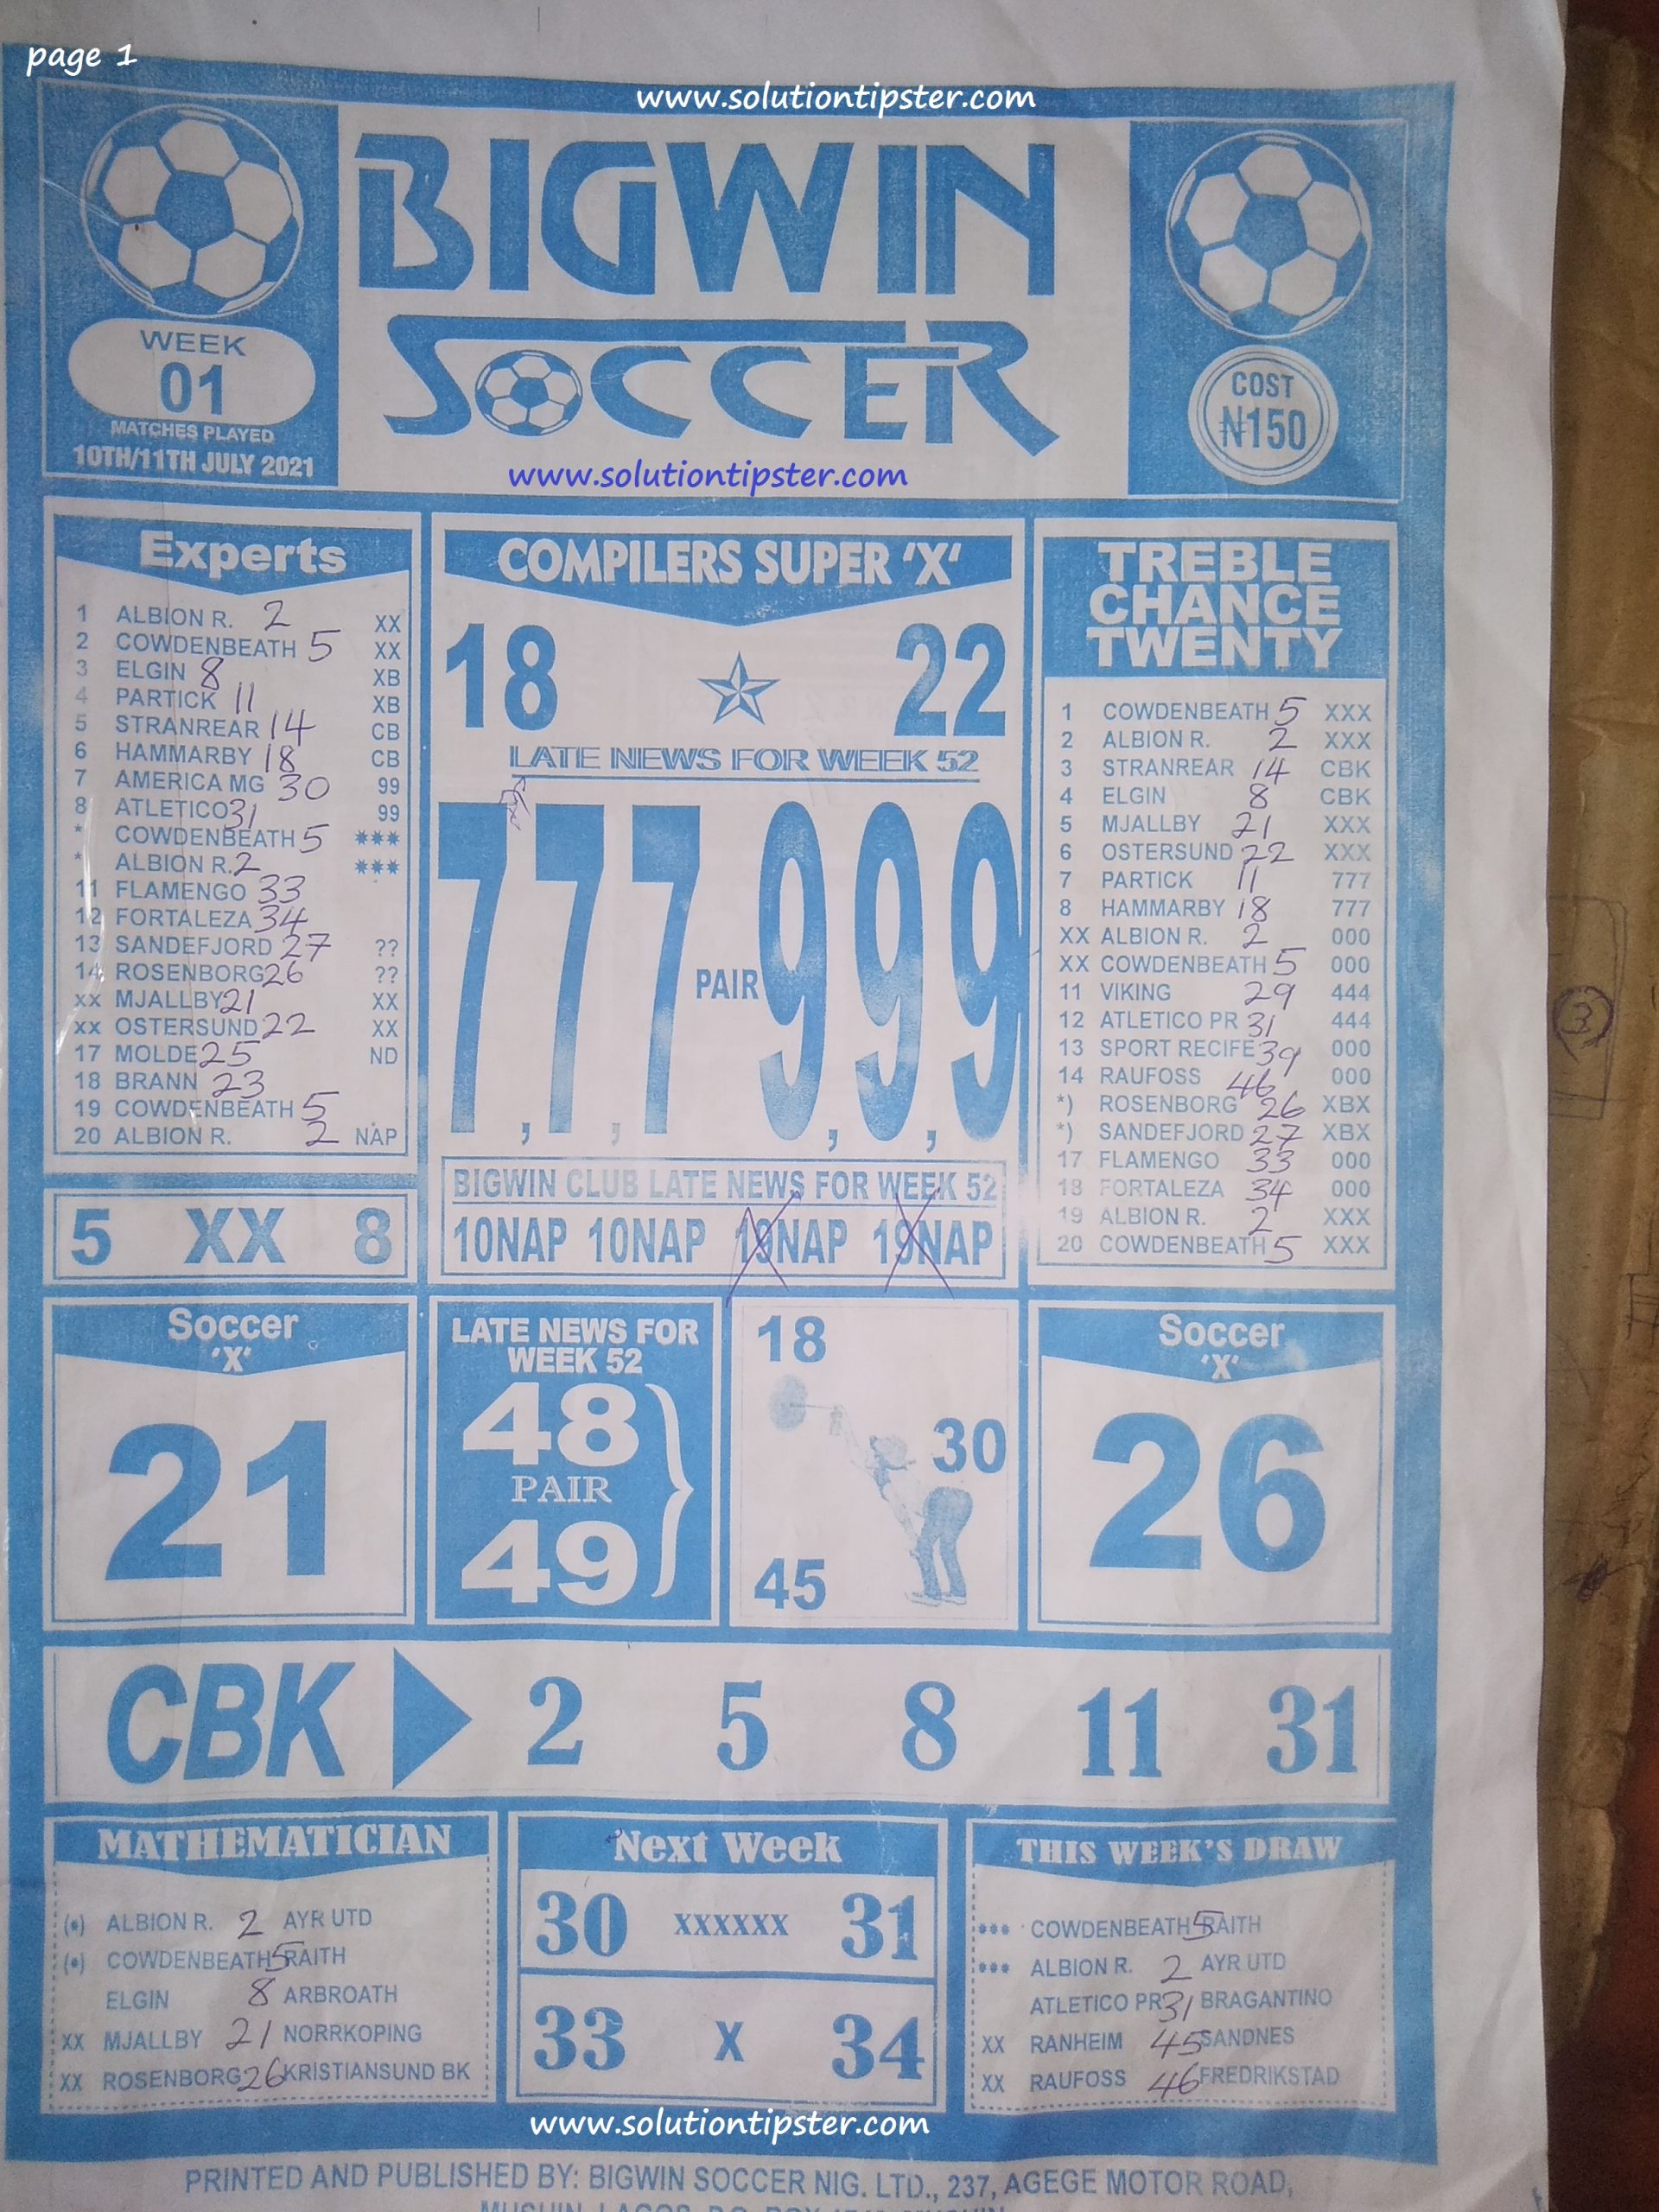 page 1
www.solutiontipster.com
BIGWIN
SOCCER
WEEK
01
MATCHES PLAYED
10TH/11TH JULY 2021
COST
₦150
www.solutiontipster.com
Experts
1 ALBION R. 2 XX
2 COWDENBEATH 5 XX
3 ELGIN 8 XB
4 PARTICK 11 XB
5 STRANREAR 14 CB
6 HAMMARBY 18 CB
7 AMERICA MG 30 99
8 ATLETICO 31 99
* COWDENBEATH 5 ***
* ALBION R. 2 ***
11 FLAMENGO 33
12 FORTALEZA 34
13 SANDEFJORD 27 ??
14 ROSENBORG 26 ??
xx MJALLBY 21 XX
xx OSTERSUND 22 XX
17 MOLDE 25 ND
18 BRANN 23
19 COWDENBEATH 5
20 ALBION R. 2 NAP
5 XX 8
COMPILERS SUPER 'X'
18 22
LATE NEWS FOR WEEK 52
7,7,7 PAIR 9,9,9
BIGWIN CLUB LATE NEWS FOR WEEK 52
10NAP 10NAP 19NAP 19NAP
TREBLE
CHANCE
TWENTY
1 COWDENBEATH 5 XXX
2 ALBION R. 2 XXX
3 STRANREAR 14 CBK
4 ELGIN 8 CBK
5 MJALLBY 21 XXX
6 OSTERSUND 22 XXX
7 PARTICK 11 777
8 HAMMARBY 18 777
XX ALBION R. 2 000
XX COWDENBEATH 5 000
11 VIKING 29 444
12 ATLETICO PR 31 444
13 SPORT RECIFE 39 000
14 RAUFOSS 46 000
*) ROSENBORG 26 XBX
*) SANDEFJORD 27 XBX
17 FLAMENGO 33 000
18 FORTALEZA 34 000
19 ALBION R. 2 XXX
20 COWDENBEATH 5 XXX
Soccer
'X'
21
LATE NEWS FOR
WEEK 52
48
PAIR
49
18
30
45
Soccer
'X'
26
3
CBK 2 5 8 11 31
MATHEMATICIAN
(*) ALBION R. 2 AYR UTD
(*) COWDENBEATH 5 RAITH
ELGIN 8 ARBROATH
XX MJALLBY 21 NORRKOPING
XX ROSENBORG 26 KRISTIANSUND BK
Next Week
30 XXXXXX 31
33 X 34
THIS WEEK'S DRAW
*** COWDENBEATH 5 RAITH
*** ALBION R. 2 AYR UTD
ATLETICO PR 31 BRAGANTINO
XX RANHEIM 45 SANDNES
XX RAUFOSS 46 FREDRIKSTAD
www.solutiontipster.com
PRINTED AND PUBLISHED BY: BIGWIN SOCCER NIG. LTD., 237, AGEGE MOTOR ROAD,